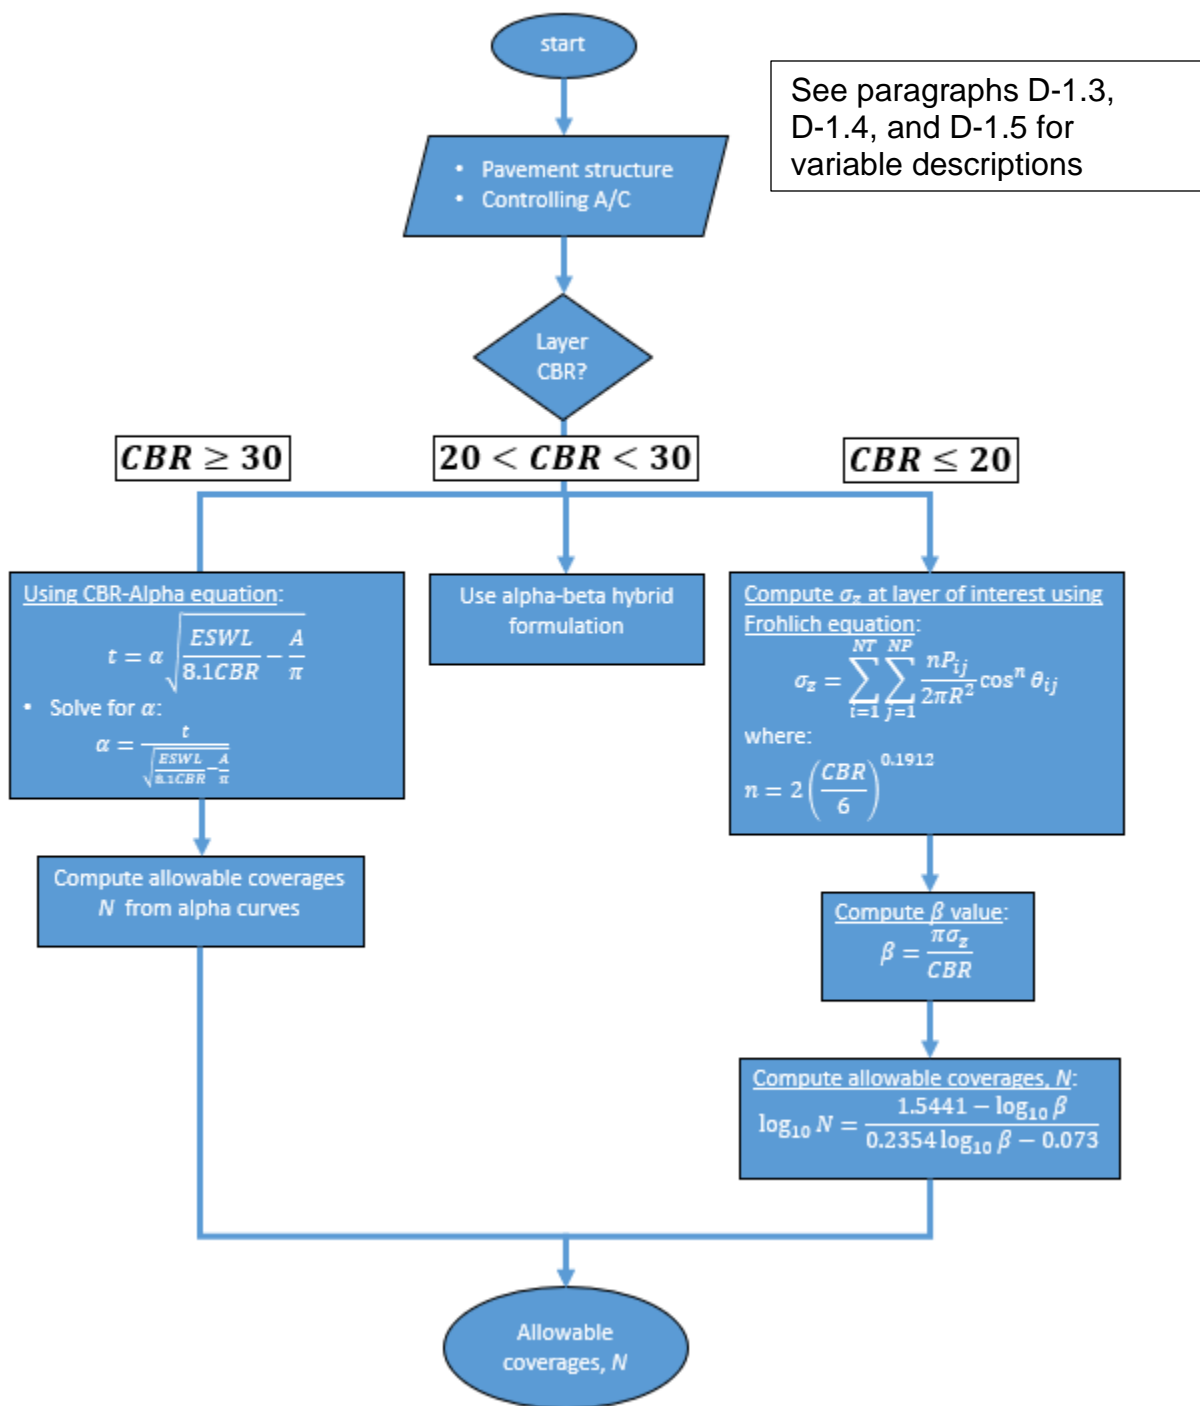 start
See paragraphs D-1.3,
D-1.4, and D-1.5 for
variable descriptions
• Pavement structure
• Controlling A/C
Layer
CBR?
CBR ≥ 30
20 < CBR < 30
CBR ≤ 20
Using CBR-Alpha equation:
t = α √(ESWL/8.1CBR − A/π)
• Solve for α:
α = t/√(ESWL/8.1CBR − A/π)
Compute allowable coverages
N from alpha curves
Use alpha-beta hybrid
formulation
Compute σz at layer of interest using
Frohlich equation:
σz = ∑_{i=1}^{NT} ∑_{j=1}^{NP} nPij/2πR² cosⁿ θij
where:
n = 2 (CBR/6)^0.1912
Compute β value:
β = πσz/CBR
Compute allowable coverages, N:
log₁₀ N = (1.5441 − log₁₀ β)/(0.2354 log₁₀ β − 0.073)
Allowable
coverages, N